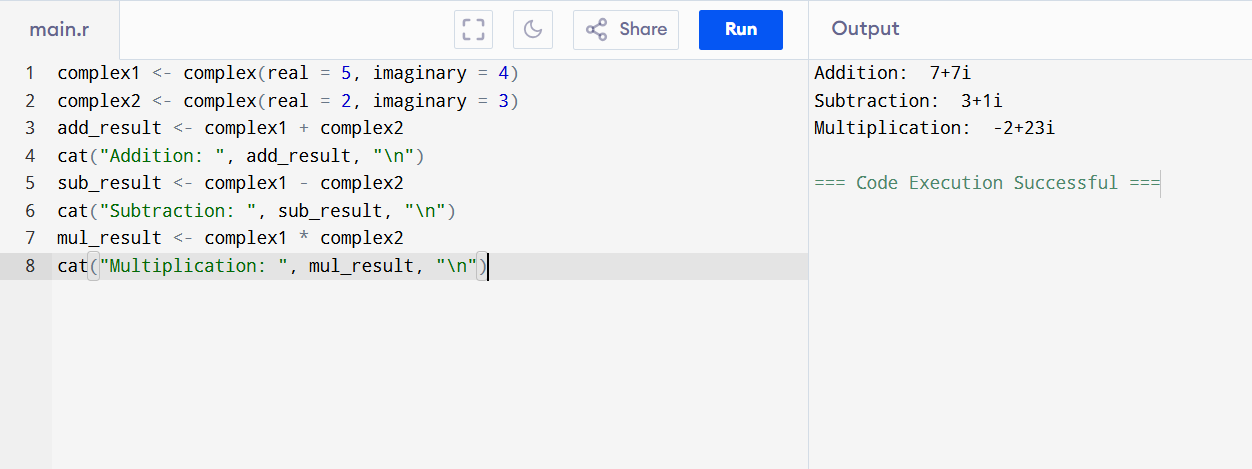 main.r
Share
Run
Output
1 complex1 <- complex(real = 5, imaginary = 4)
2 complex2 <- complex(real = 2, imaginary = 3)
3 add_result <- complex1 + complex2
4 cat("Addition: ", add_result, "\n")
5 sub_result <- complex1 - complex2
6 cat("Subtraction: ", sub_result, "\n")
7 mul_result <- complex1 * complex2
8 cat("Multiplication: ", mul_result, "\n")
Addition:  7+7i
Subtraction:  3+1i
Multiplication:  -2+23i
=== Code Execution Successful ===